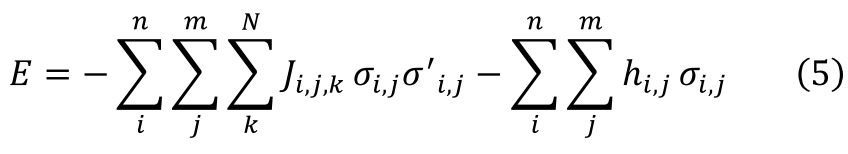 E = − ∑_{i}^{n} ∑_{j}^{m} ∑_{k}^{N} J_{i,j,k} σ_{i,j} σ′_{i,j} − ∑_{i}^{n} ∑_{j}^{m} h_{i,j} σ_{i,j} (5)